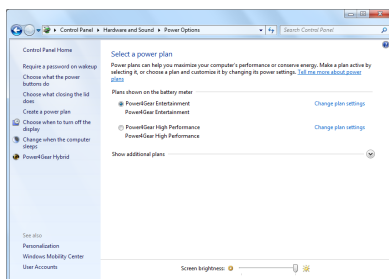 Control Panel ▸ Hardware and Sound ▸ Power Options
Search Control Panel
Control Panel Home
Require a password on wakeup
Choose what the power
buttons do
Choose what closing the lid
does
Create a power plan
Choose when to turn off the
display
Change when the computer
sleeps
Power4Gear Hybrid
See also
Personalization
Windows Mobility Center
User Accounts
Select a power plan
Power plans can help you maximize your computer's performance or conserve energy. Make a plan active by
selecting it, or choose a plan and customize it by changing its power settings. Tell me more about power
plans
Plans shown on the battery meter
Power4Gear Entertainment Change plan settings
Power4Gear Entertainment
Power4Gear High Performance Change plan settings
Power4Gear High Performance
Show additional plans
Screen brightness: